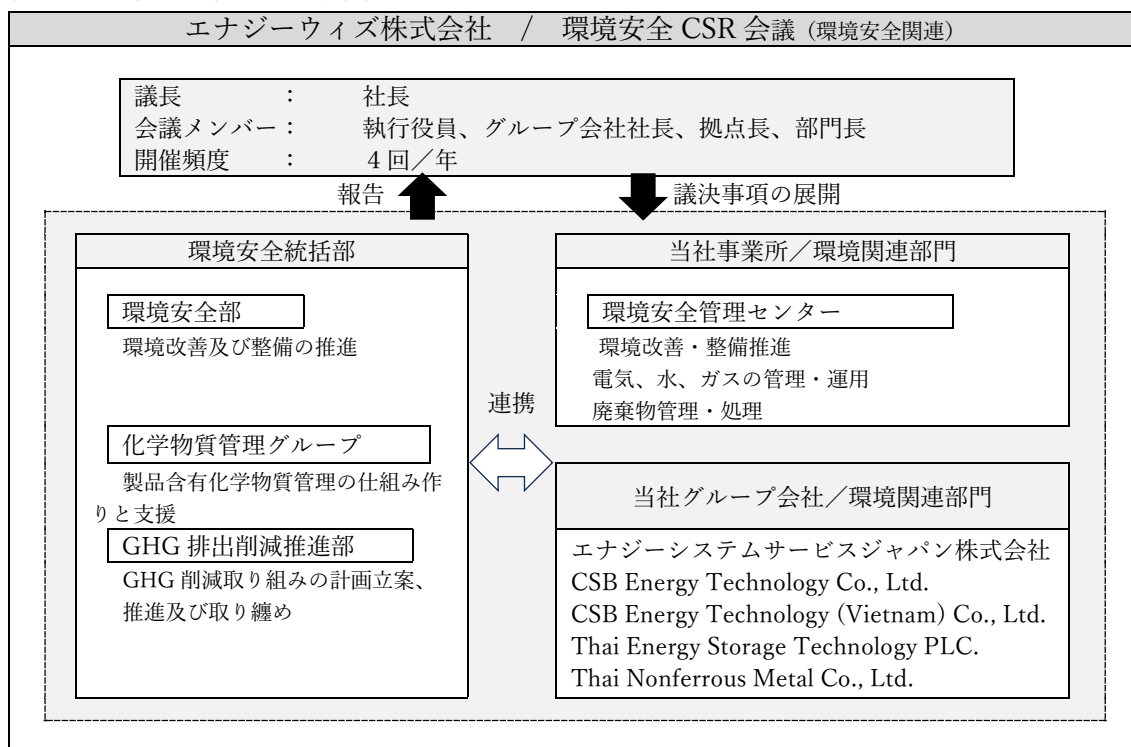 エナジーウィズ株式会社 / 環境安全 CSR 会議 (環境安全関連)
議長 : 社長
会議メンバー : 執行役員、グループ会社社長、拠点長、部門長
開催頻度 : 4 回／年
報告
議決事項の展開
環境安全統括部
環境安全部
環境改善及び整備の推進
化学物質管理グループ
製品含有化学物質管理の仕組み作
りと支援
GHG 排出削減推進部
GHG 削減取り組みの計画立案、
推進及び取り纏め
連携
当社事業所／環境関連部門
環境安全管理センター
環境改善・整備推進
電気、水、ガスの管理・運用
廃棄物管理・処理
当社グループ会社／環境関連部門
エナジーシステムサービスジャパン株式会社
CSB Energy Technology Co., Ltd.
CSB Energy Technology (Vietnam) Co., Ltd.
Thai Energy Storage Technology PLC.
Thai Nonferrous Metal Co., Ltd.